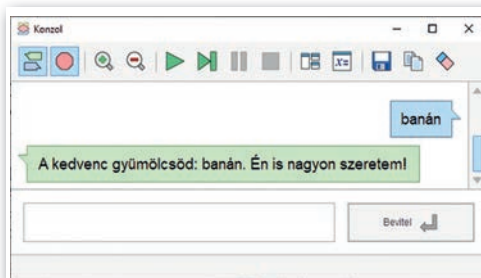 Konzol
x=
banán
A kedvenc gyümölcsöd: banán. Én is nagyon szeretem!
Bevitel